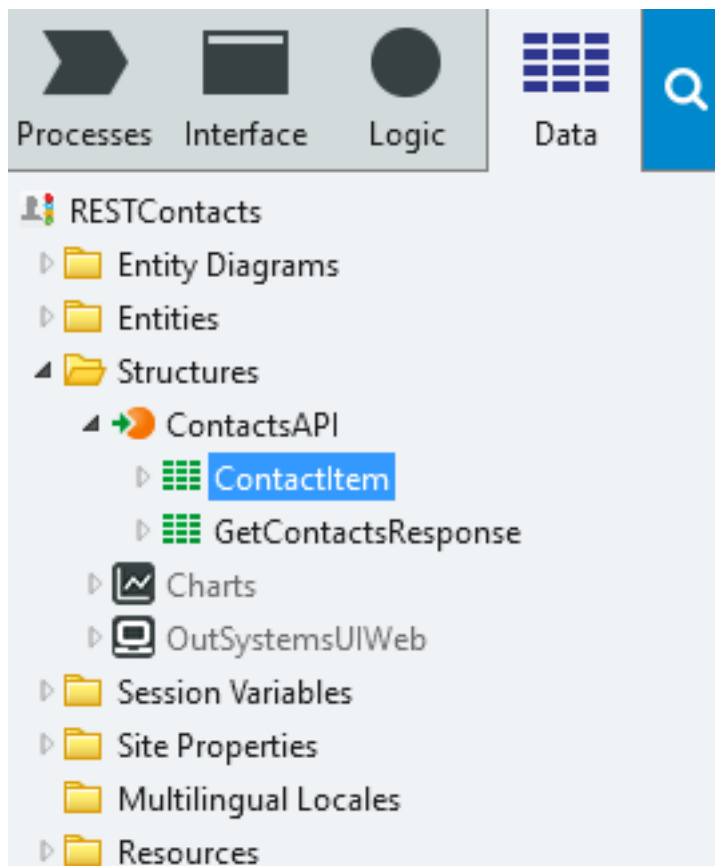 Processes Interface Logic Data
RESTContacts
Entity Diagrams
Entities
Structures
ContactsAPI
ContactItem
GetContactsResponse
Charts
OutSystemsUIWeb
Session Variables
Site Properties
Multilingual Locales
Resources